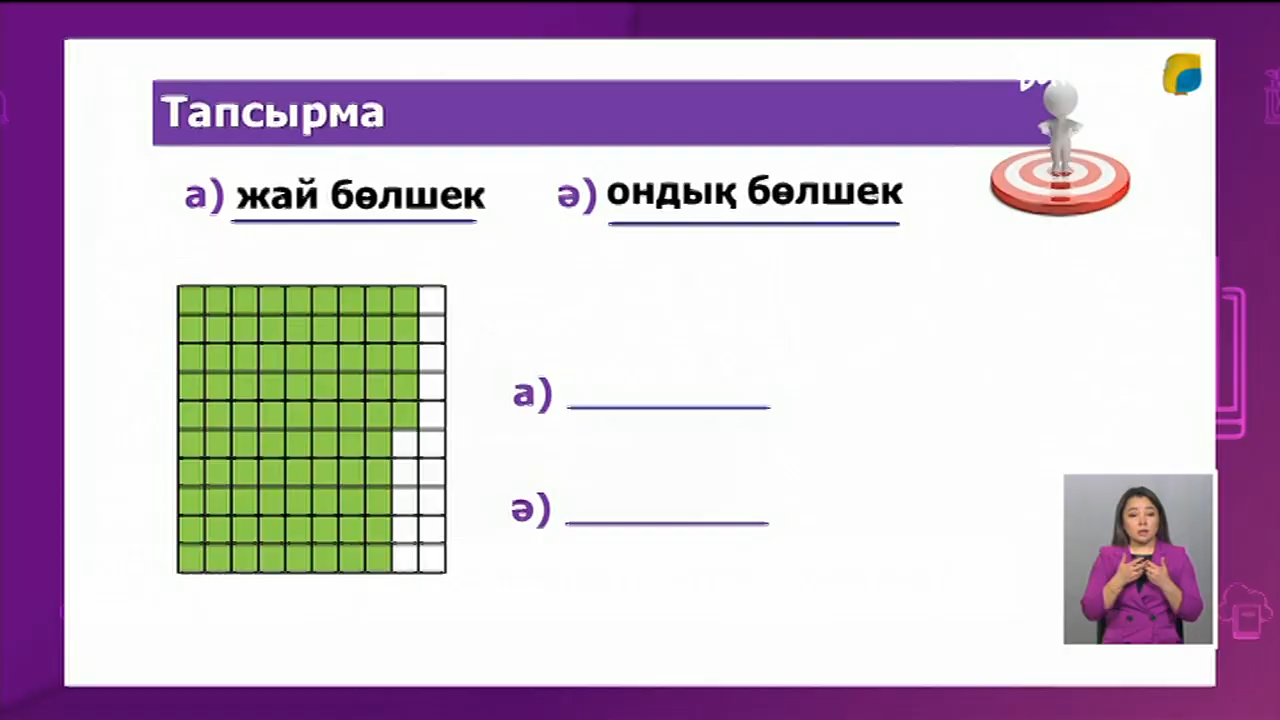 Тапсырма
а) жай бөлшек ә) ондық бөлшек
а)
ә)